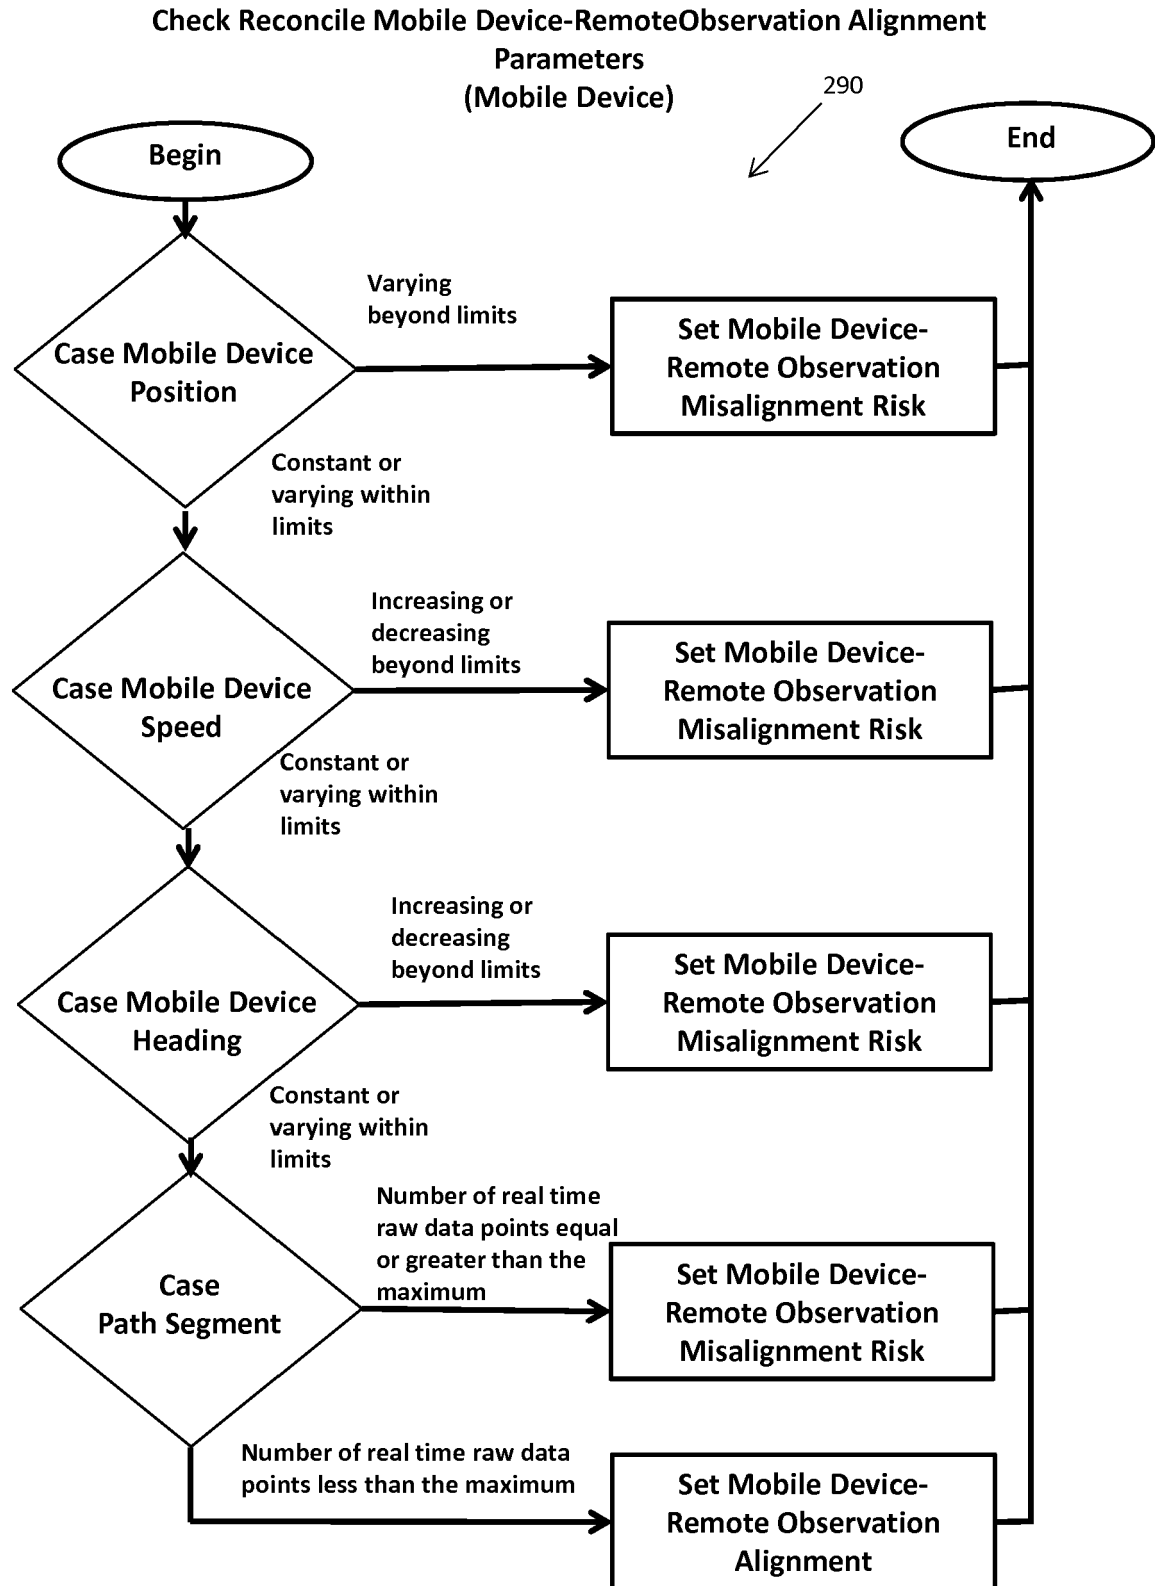 Check Reconcile Mobile Device-RemoteObservation Alignment
Parameters
(Mobile Device)
290
Begin
End
Varying
beyond limits
Case Mobile Device
Position
Set Mobile Device-
Remote Observation
Misalignment Risk
Constant or
varying within
limits
Increasing or
decreasing
beyond limits
Case Mobile Device
Speed
Set Mobile Device-
Remote Observation
Misalignment Risk
Constant or
varying within
limits
Increasing or
decreasing
beyond limits
Case Mobile Device
Heading
Set Mobile Device-
Remote Observation
Misalignment Risk
Constant or
varying within
limits
Number of real time
raw data points equal
or greater than the
maximum
Case
Path Segment
Set Mobile Device-
Remote Observation
Misalignment Risk
Number of real time raw data
points less than the maximum
Set Mobile Device-
Remote Observation
Alignment